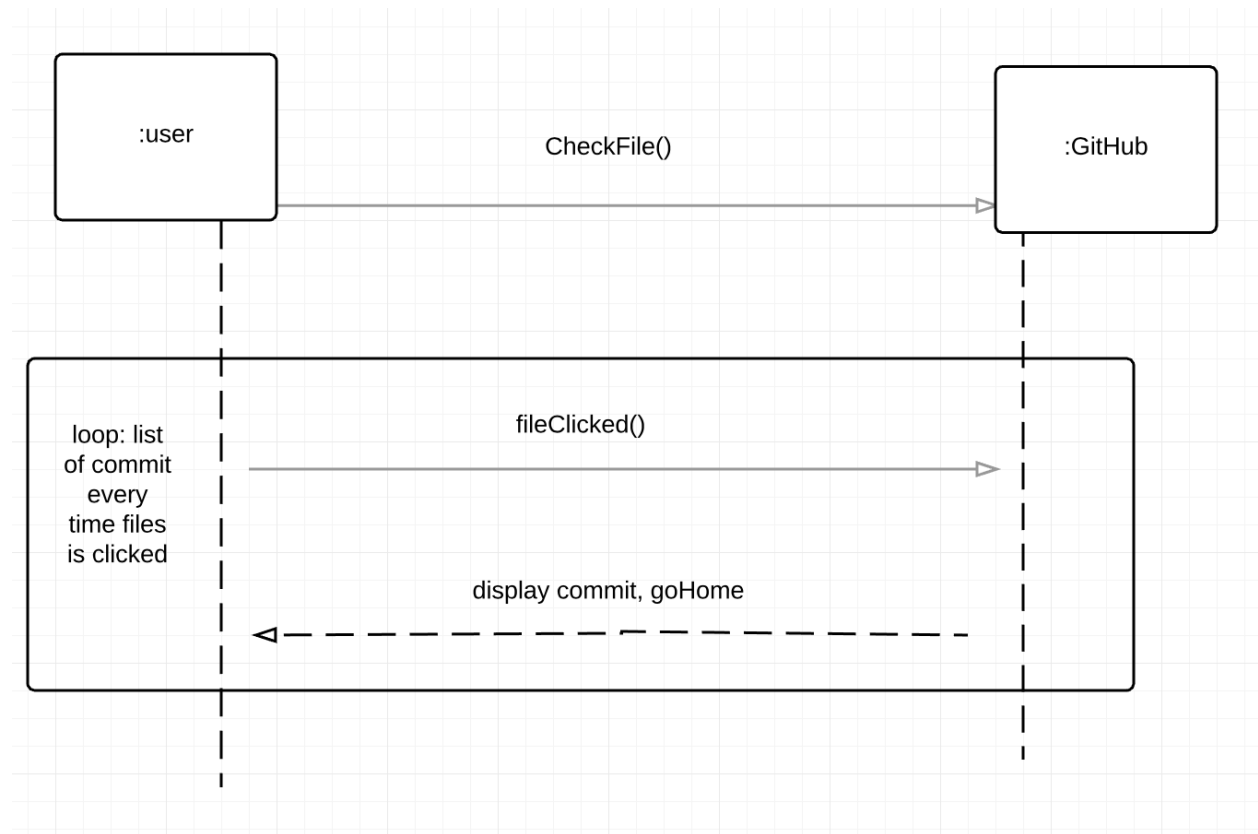 :user
CheckFile()
:GitHub
fileClicked()
loop: list
of commit
every
time files
is clicked
display commit, goHome